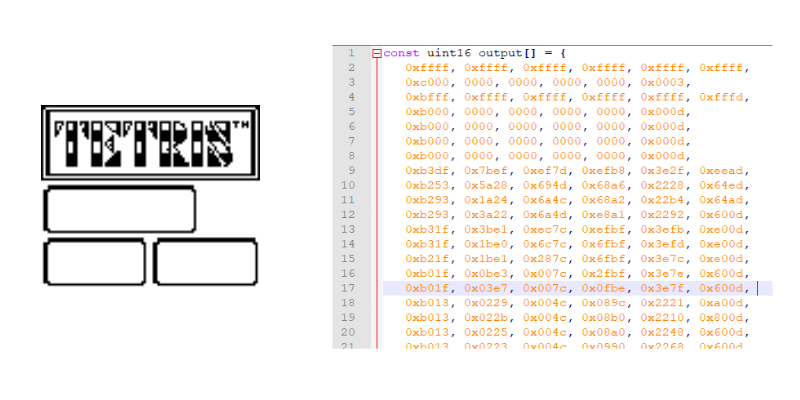 TETRIS™
1 const uint16 output[] = {
2 0xffff, 0xffff, 0xffff, 0xffff, 0xffff, 0xffff,
3 0xc000, 0000, 0000, 0000, 0000, 0x0003,
4 0xbfff, 0xffff, 0xffff, 0xffff, 0xffff, 0xfffd,
5 0xb000, 0000, 0000, 0000, 0000, 0x000d,
6 0xb000, 0000, 0000, 0000, 0000, 0x000d,
7 0xb000, 0000, 0000, 0000, 0000, 0x000d,
8 0xb000, 0000, 0000, 0000, 0000, 0x000d,
9 0xb3df, 0x7bef, 0xef7d, 0xefb8, 0x3e2f, 0xeead,
10 0xb253, 0x5a28, 0x694d, 0x68a6, 0x2228, 0x64ed,
11 0xb293, 0x1a24, 0x6a4c, 0x68a2, 0x22b4, 0x64ad,
12 0xb293, 0x3a22, 0x6a4d, 0xe8a1, 0x2292, 0x600d,
13 0xb31f, 0x3be1, 0xec7c, 0xefbf, 0x3efb, 0xe00d,
14 0xb31f, 0x1be0, 0x6c7c, 0x6fbf, 0x3efd, 0xe00d,
15 0xb21f, 0x1be1, 0x287c, 0x6fbf, 0x3e7c, 0xe00d,
16 0xb01f, 0x0be3, 0x007c, 0x2fbf, 0x3e7e, 0x600d,
17 0xb01f, 0x03e7, 0x007c, 0x0fbe, 0x3e7f, 0x600d,
18 0xb013, 0x0229, 0x004c, 0x089c, 0x2221, 0xa00d,
19 0xb013, 0x022b, 0x004c, 0x08b0, 0x2210, 0x800d,
20 0xb013, 0x0225, 0x004c, 0x08a0, 0x2248, 0x600d,
21 0xb013, 0x0223, 0x004c, 0x0990, 0x2268, 0x600d,